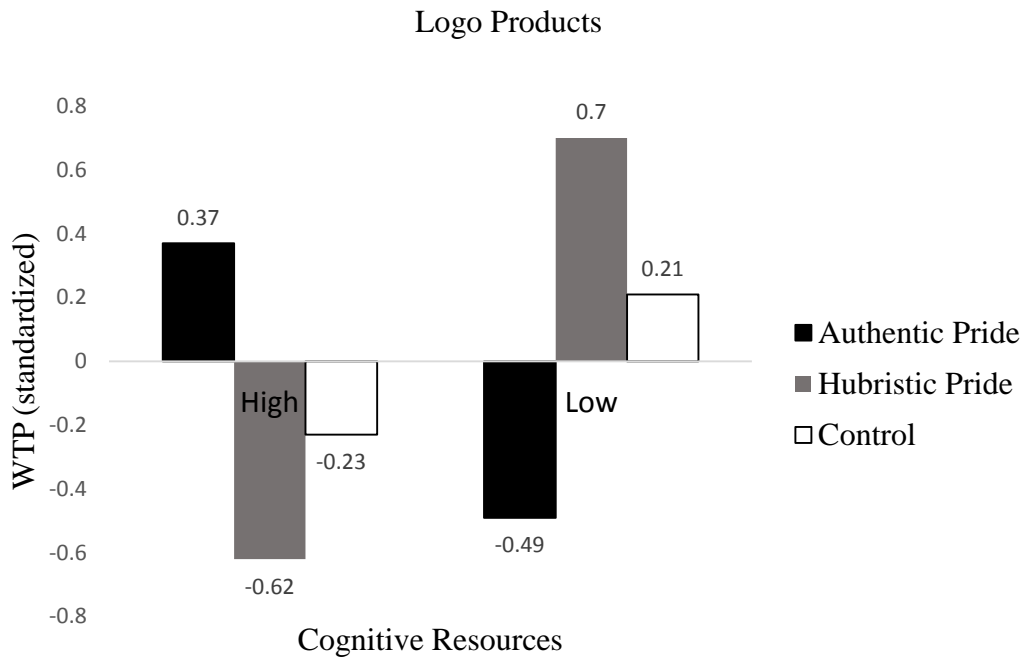 Logo Products
0.8
0.6
0.4
0.2
0
-0.2
-0.4
-0.6
-0.8
WTP (standardized)
0.37
-0.62
-0.23
High
-0.49
0.7
0.21
Low
Cognitive Resources
Authentic Pride
Hubristic Pride
Control